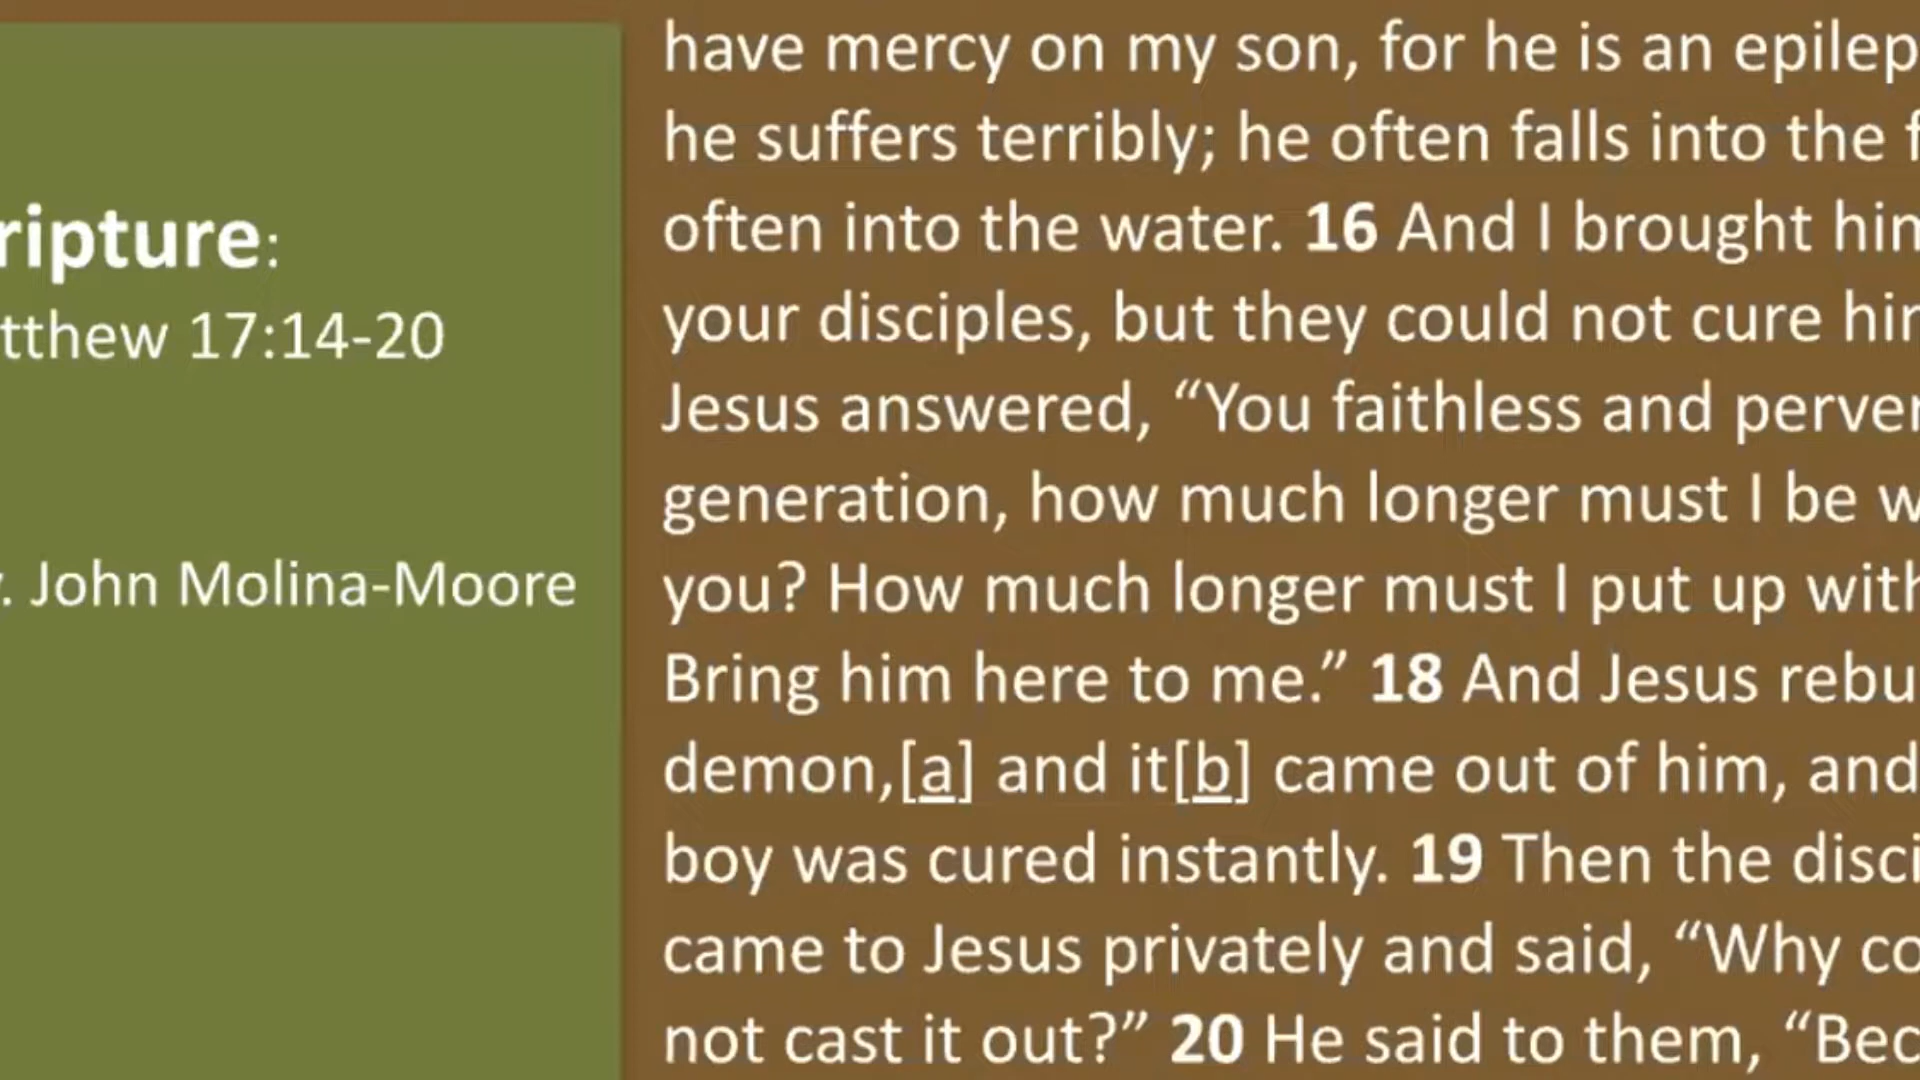 ripture:
tthew 17:14-20
. John Molina-Moore
have mercy on my son, for he is an epilep
he suffers terribly; he often falls into the f
often into the water. 16 And I brought him
your disciples, but they could not cure him
Jesus answered, “You faithless and perver
generation, how much longer must I be w
you? How much longer must I put up with
Bring him here to me.” 18 And Jesus rebu
demon,[a] and it[b] came out of him, and
boy was cured instantly. 19 Then the disci
came to Jesus privately and said, “Why co
not cast it out?” 20 He said to them, “Bec